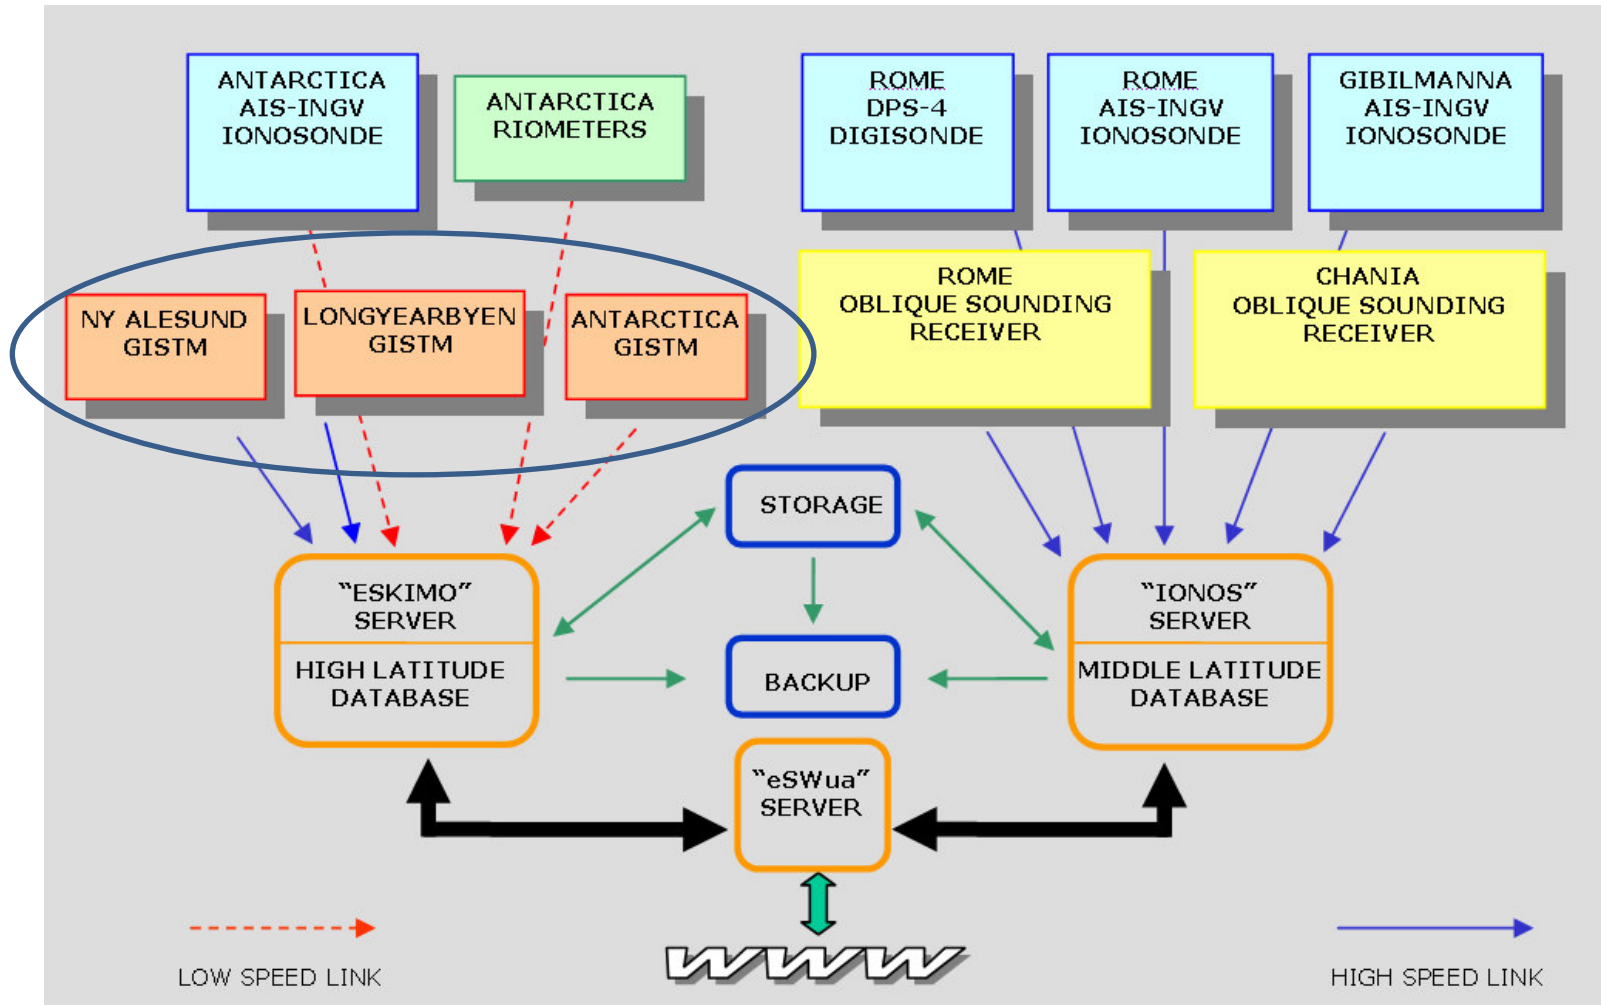 ANTARCTICA
AIS-INGV
IONOSONDE
ANTARCTICA
RIOMETERS
ROME
DPS-4
DIGISONDE
ROME
AIS-INGV
IONOSONDE
GIBILMANNA
AIS-INGV
IONOSONDE
NY ALESUND
GISTM
LONGYEARBYEN
GISTM
ANTARCTICA
GISTM
ROME
OBLIQUE SOUNDING
RECEIVER
CHANIA
OBLIQUE SOUNDING
RECEIVER
STORAGE
"ESKIMO"
SERVER
HIGH LATITUDE
DATABASE
BACKUP
"IONOS"
SERVER
MIDDLE LATITUDE
DATABASE
"eSWua"
SERVER
WWW
LOW SPEED LINK
HIGH SPEED LINK